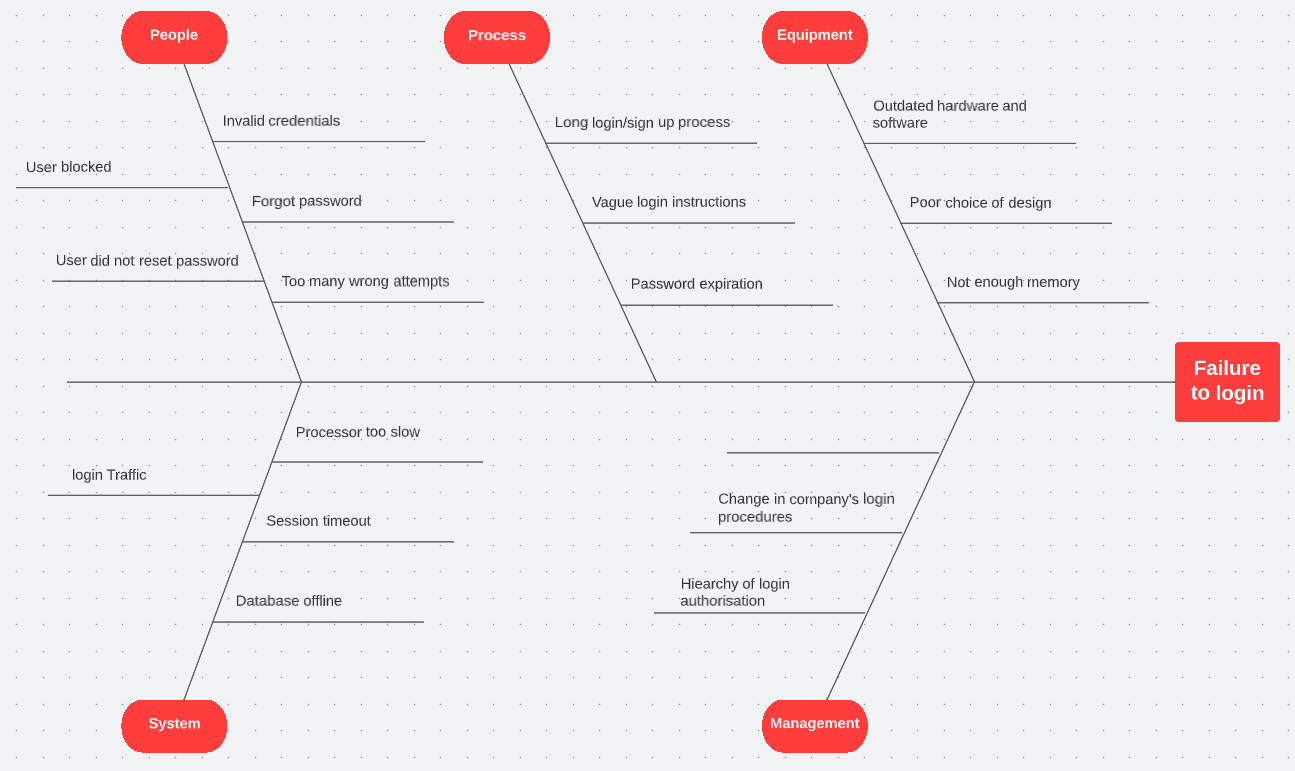 People
Process
Equipment
Invalid credentials
User blocked
Forgot password
User did not reset password
Too many wrong attempts
Long login/sign up process
Vague login instructions
Password expiration
Outdated hardware and
software
Poor choice of design
Not enough memory
Failure
to login
Processor too slow
login Traffic
Session timeout
Database offline
Change in company's login
procedures
Hiearchy of login
authorisation
System
Management